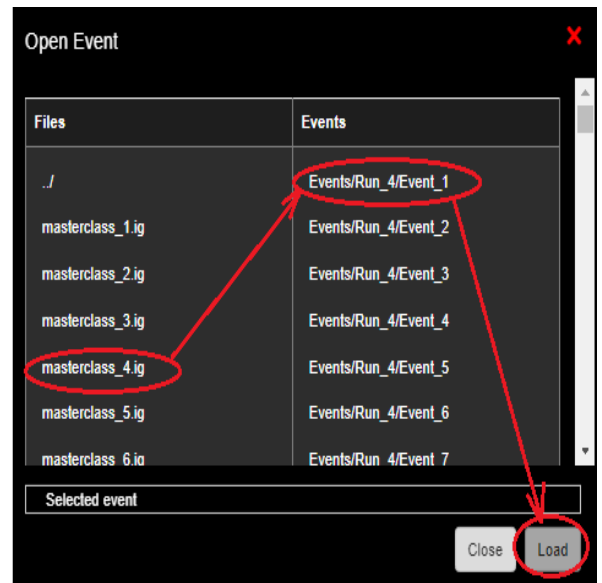 Open Event
X
Files Events
../ Events/Run_4/Event_1
masterclass_1.ig Events/Run_4/Event_2
masterclass_2.ig Events/Run_4/Event_3
masterclass_3.ig Events/Run_4/Event_4
masterclass_4.ig Events/Run_4/Event_5
masterclass_5.ig Events/Run_4/Event_6
masterclass_6.ig Events/Run_4/Event_7
Selected event
Close Load